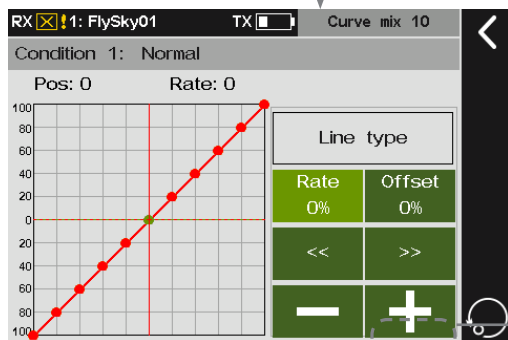 RX !1: FlySky01 TX Curve mix 10
Condition 1: Normal
Pos: 0 Rate: 0
100
80
60
40
20
0
20
40
60
80
100
Line type
Rate Offset
0% 0%
<< >>